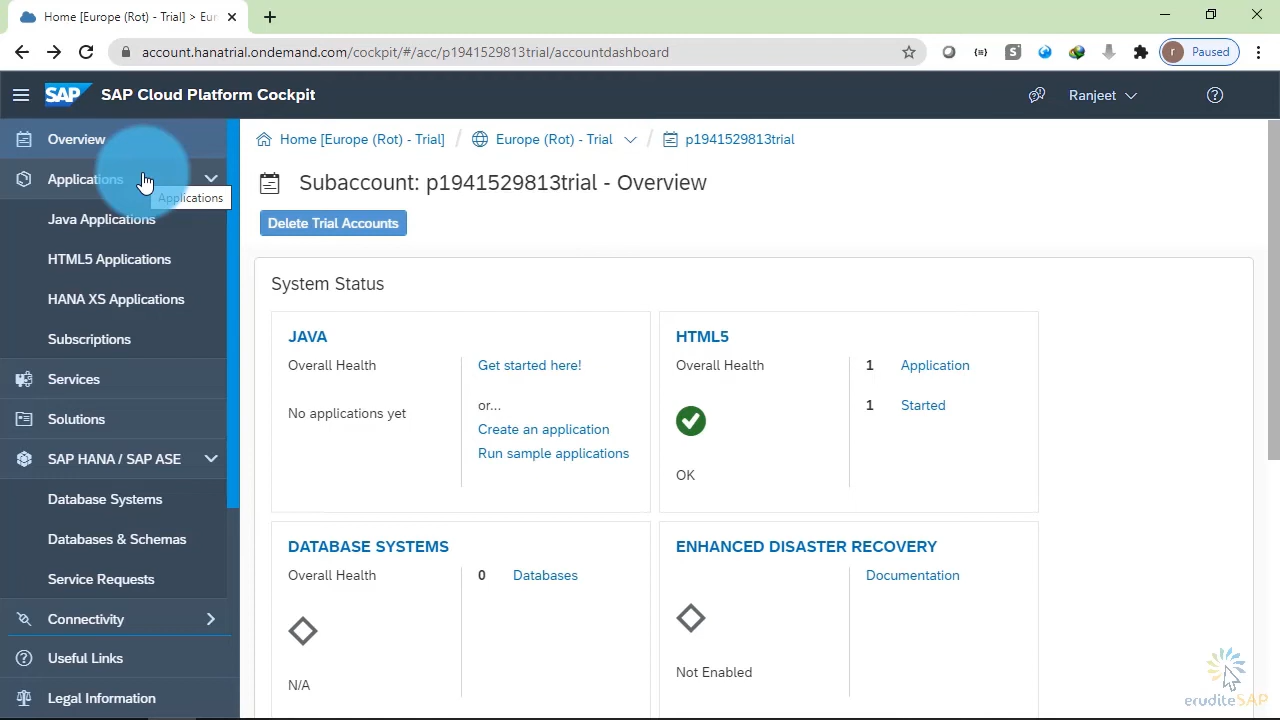 Home [Europe (Rot) - Trial] > Eur
account.hanatrial.ondemand.com/cockpit/#/acc/p1941529813trial/accountdashboard
S
r Paused
SAP SAP Cloud Platform Cockpit
Ranjeet
Overview
Applications
Applications
Java Applications
HTML5 Applications
HANA XS Applications
Subscriptions
Services
Solutions
SAP HANA / SAP ASE
Database Systems
Databases & Schemas
Service Requests
Connectivity
Useful Links
Legal Information
Home [Europe (Rot) - Trial] / Europe (Rot) - Trial / p1941529813trial
Subaccount: p1941529813trial - Overview
Delete Trial Accounts
System Status
JAVA
Overall Health
No applications yet
Get started here!
or...
Create an application
Run sample applications
HTML5
Overall Health
OK
1 Application
1 Started
DATABASE SYSTEMS
Overall Health
N/A
0 Databases
ENHANCED DISASTER RECOVERY
Not Enabled
Documentation
eruditeSAP